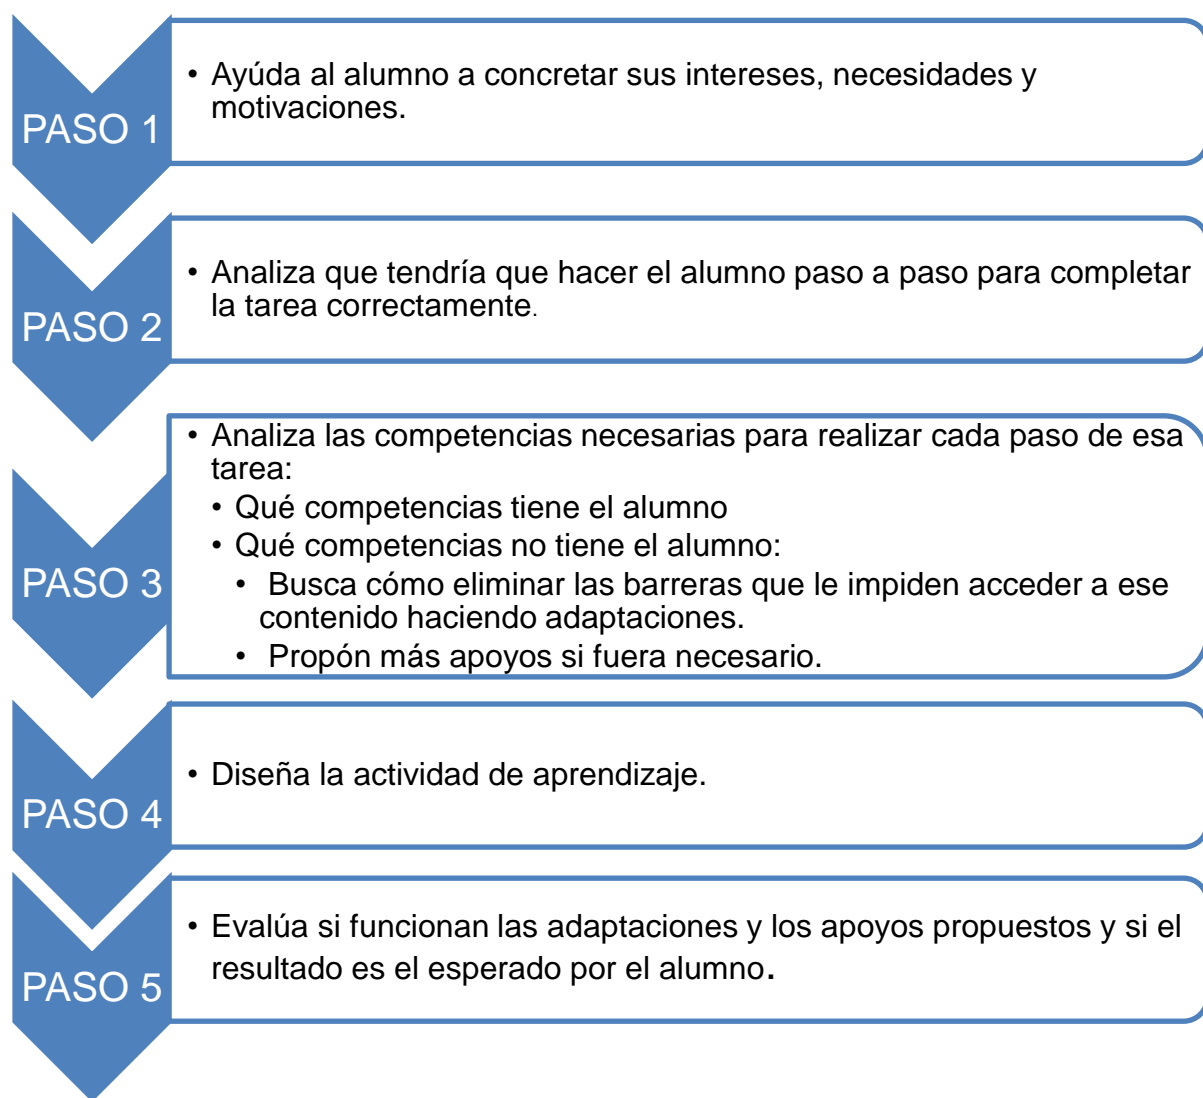 PASO 1
• Ayúda al alumno a concretar sus intereses, necesidades y
motivaciones.
PASO 2
• Analiza que tendría que hacer el alumno paso a paso para completar
la tarea correctamente.
PASO 3
• Analiza las competencias necesarias para realizar cada paso de esa
tarea:
• Qué competencias tiene el alumno
• Qué competencias no tiene el alumno:
• Busca cómo eliminar las barreras que le impiden acceder a ese
contenido haciendo adaptaciones.
• Propón más apoyos si fuera necesario.
PASO 4
• Diseña la actividad de aprendizaje.
PASO 5
• Evalúa si funcionan las adaptaciones y los apoyos propuestos y si el
resultado es el esperado por el alumno.